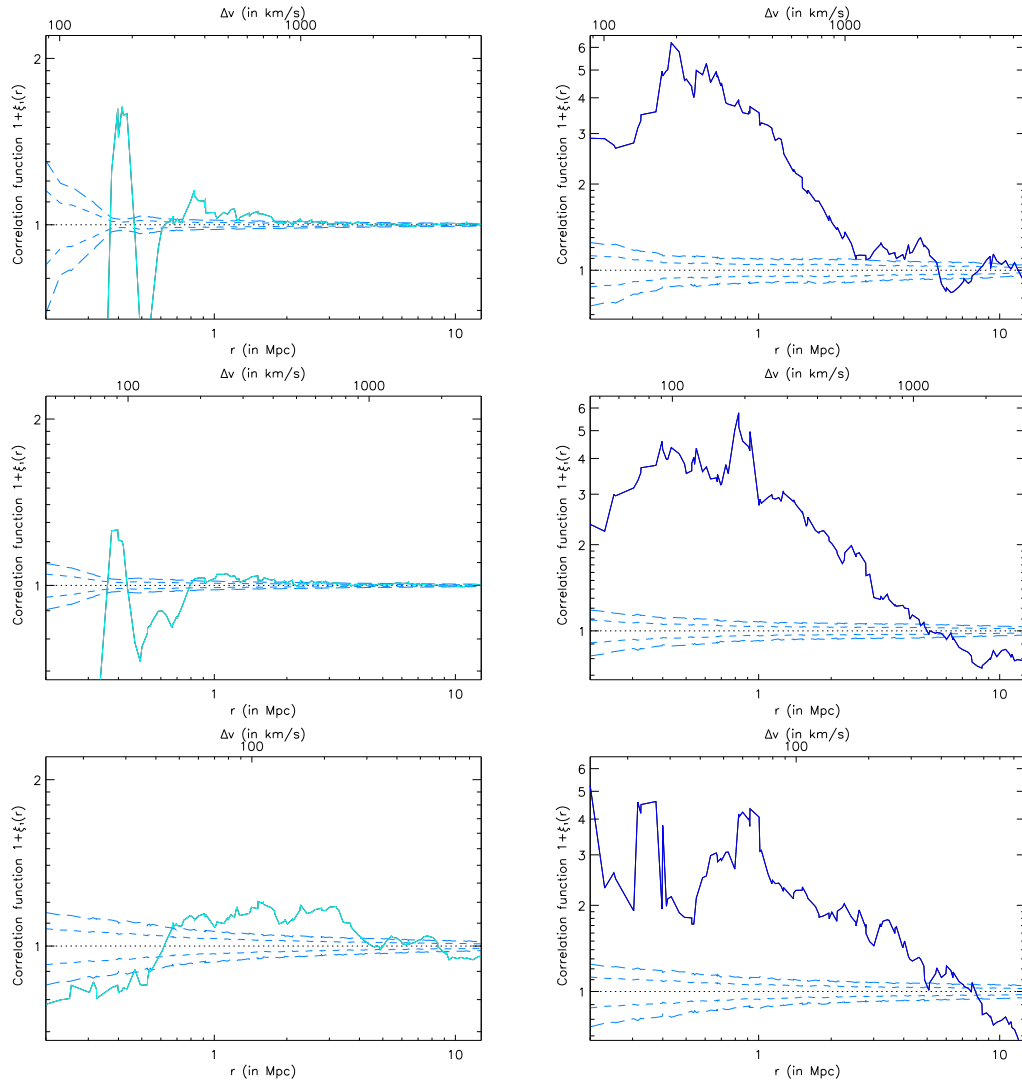 Δv (in km/s)
100 1000
Correlation function 1+ξ₁(r)
2
1
1 10
r (in Mpc)
Δv (in km/s)
100 1000
Correlation function 1+ξ₁(r)
6
5
4
3
2
1
1 10
r (in Mpc)
Δv (in km/s)
100 1000
Correlation function 1+ξ₁(r)
2
1
1 10
r (in Mpc)
Δv (in km/s)
100 1000
Correlation function 1+ξ₁(r)
6
5
4
3
2
1
1 10
r (in Mpc)
Δv (in km/s)
100
Correlation function 1+ξ₁(r)
2
1
1 10
r (in Mpc)
Δv (in km/s)
100
Correlation function 1+ξ₁(r)
6
5
4
3
2
1
1 10
r (in Mpc)